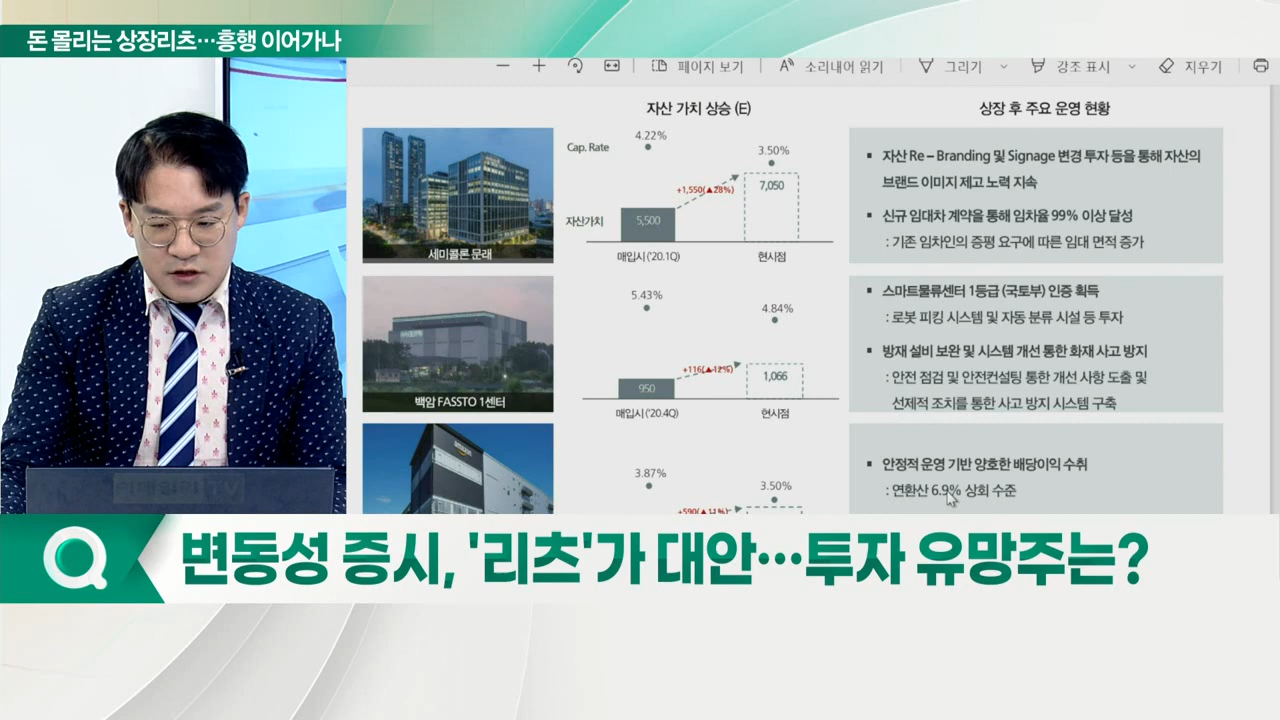 돈 몰리는 상장리츠…흥행 이어가나
페이지 보기
소리내어 읽기
그리기
강조 표시
지우기
자산 가치 상승 (E)
상장 후 주요 운영 현황
세미콜론 문래
Cap. Rate
4.22%
3.50%
+1,550(▲28%)
7,050
자산가치
5,500
매입시 ('20.1Q)
현시점
▪ 자산 Re – Branding 및 Signage 변경 투자 등을 통해 자산의
브랜드 이미지 제고 노력 지속
▪ 신규 임대차 계약을 통해 임차율 99% 이상 달성
: 기존 임차인의 증평 요구에 따른 임대 면적 증가
백암 FASSTO 1센터
5.43%
4.84%
+116(▲12%)
950
1,066
매입시 ('20.4Q)
현시점
▪ 스마트물류센터 1등급 (국토부) 인증 획득
: 로봇 피킹 시스템 및 자동 분류 시설 등 투자
▪ 방재 설비 보완 및 시스템 개선 통한 화재 사고 방지
: 안전 점검 및 안전컨설팅 통한 개선 사항 도출 및
선제적 조치를 통한 사고 방지 시스템 구축
3.87%
3.50%
▪ 안정적 운영 기반 양호한 배당이익 수취
: 연환산 6.9% 상회 수준
변동성 증시, '리츠'가 대안…투자 유망주는?